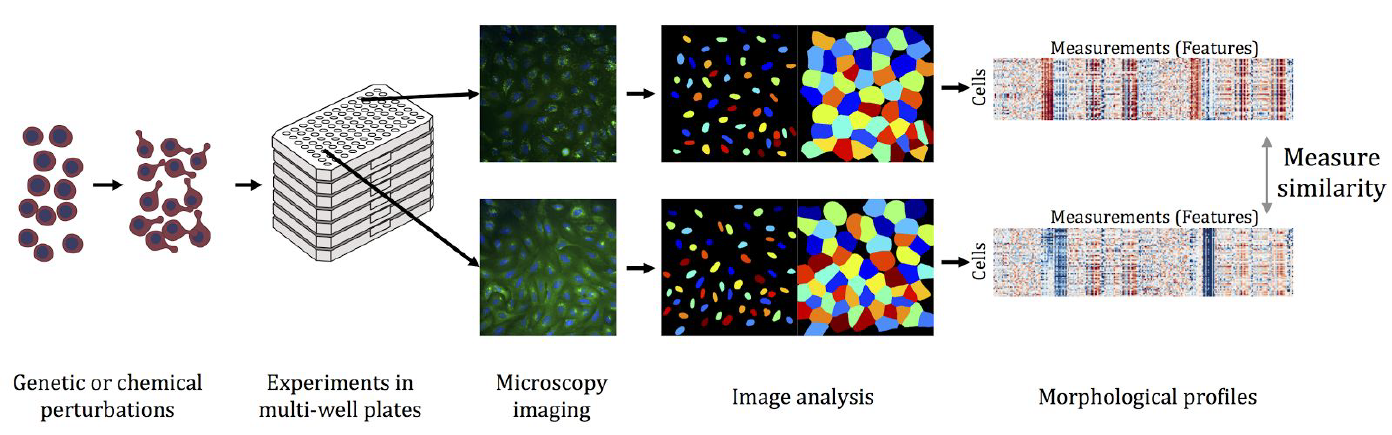 Measurements (Features)
Cells
Measure
similarity
Measurements (Features)
Cells
Genetic or chemical
perturbations
Experiments in
multi-well plates
Microscopy
imaging
Image analysis
Morphological profiles